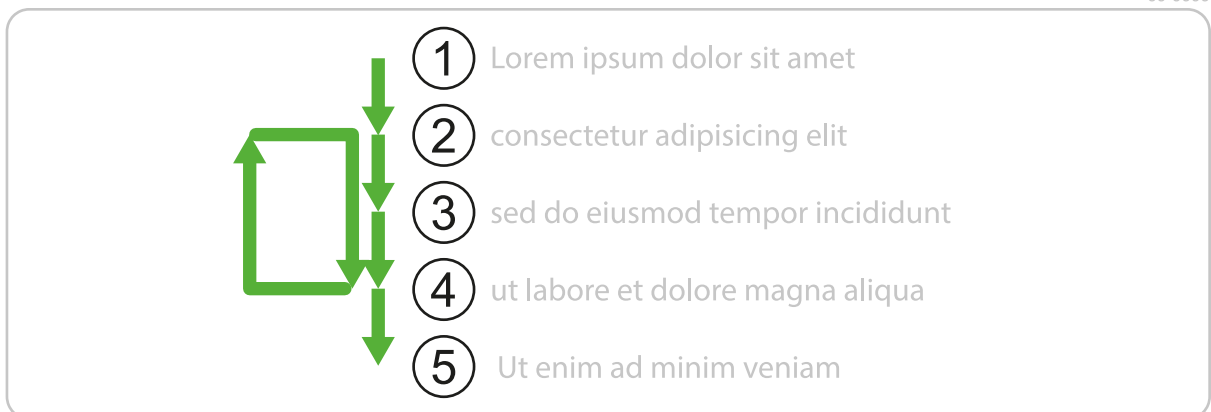 1 Lorem ipsum dolor sit amet
2 consectetur adipisicing elit
3 sed do eiusmod tempor incididunt
4 ut labore et dolore magna aliqua
5 Ut enim ad minim veniam